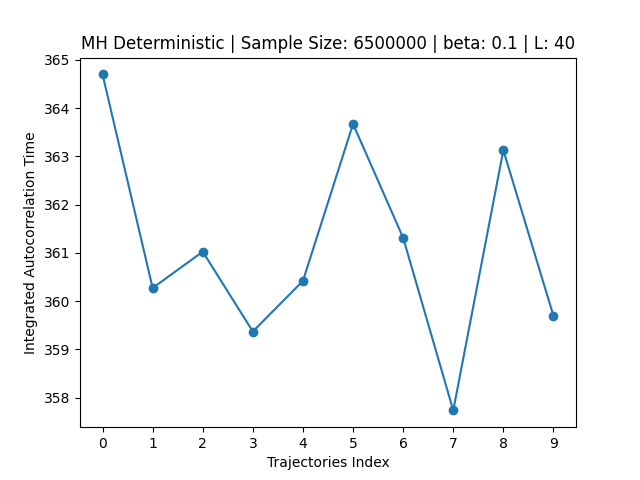 MH Deterministic | Sample Size: 6500000 | beta: 0.1 | L: 40
365
364
363
362
361
360
359
358
Integrated Autocorrelation Time
0 1 2 3 4 5 6 7 8 9
Trajectories Index